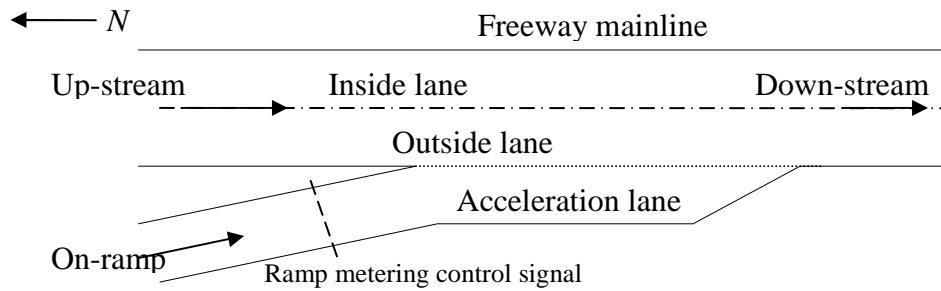 N
Freeway mainline
Up-stream Inside lane Down-stream
Outside lane
Acceleration lane
On-ramp
Ramp metering control signal